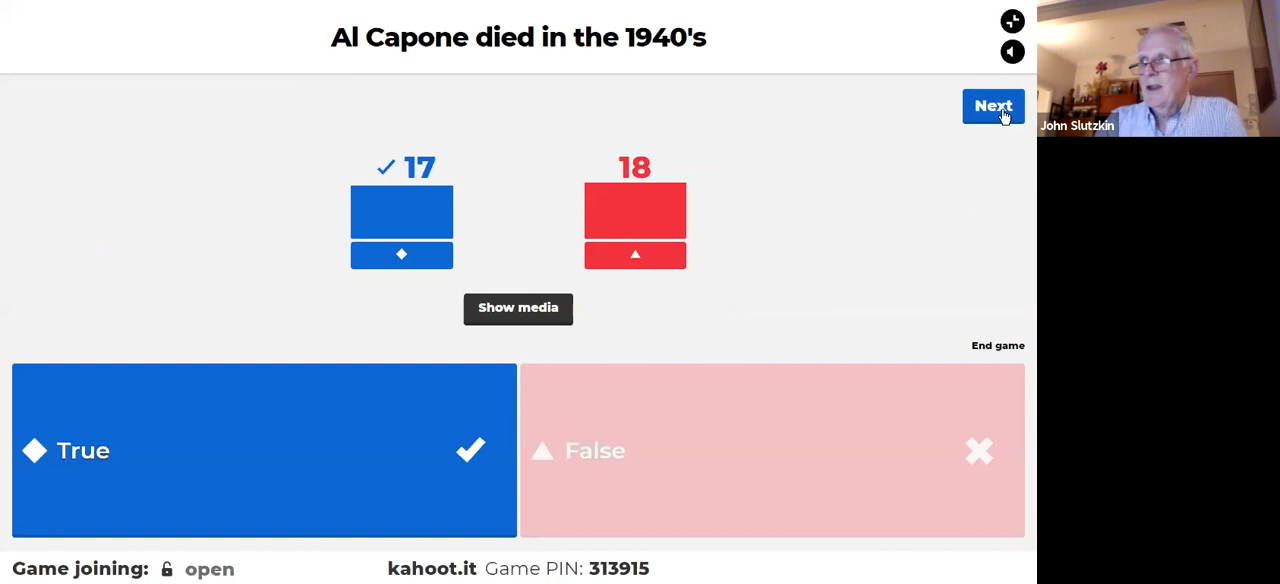 Al Capone died in the 1940's
Next
John Slutzkin
17
18
Show media
End game
True
False
Game joining: open
kahoot.it Game PIN: 313915